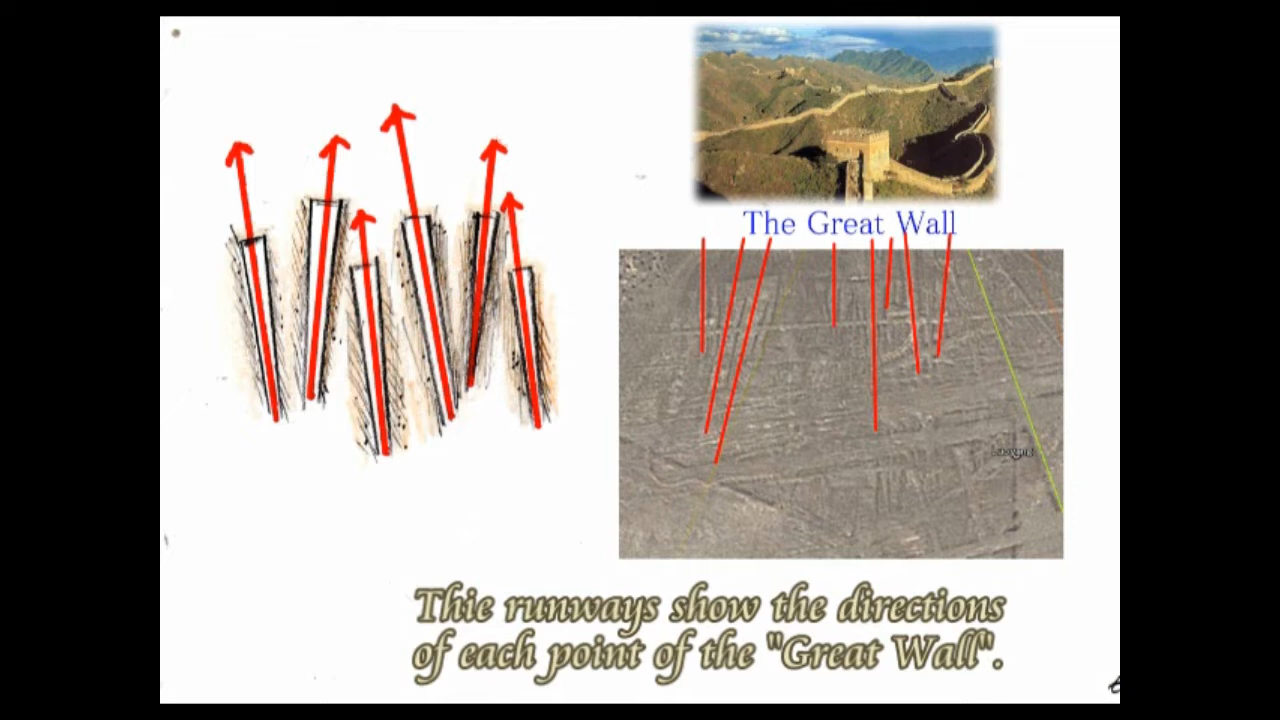 The Great Wall
Thie runways show the directions
of each point of the "Great Wall".